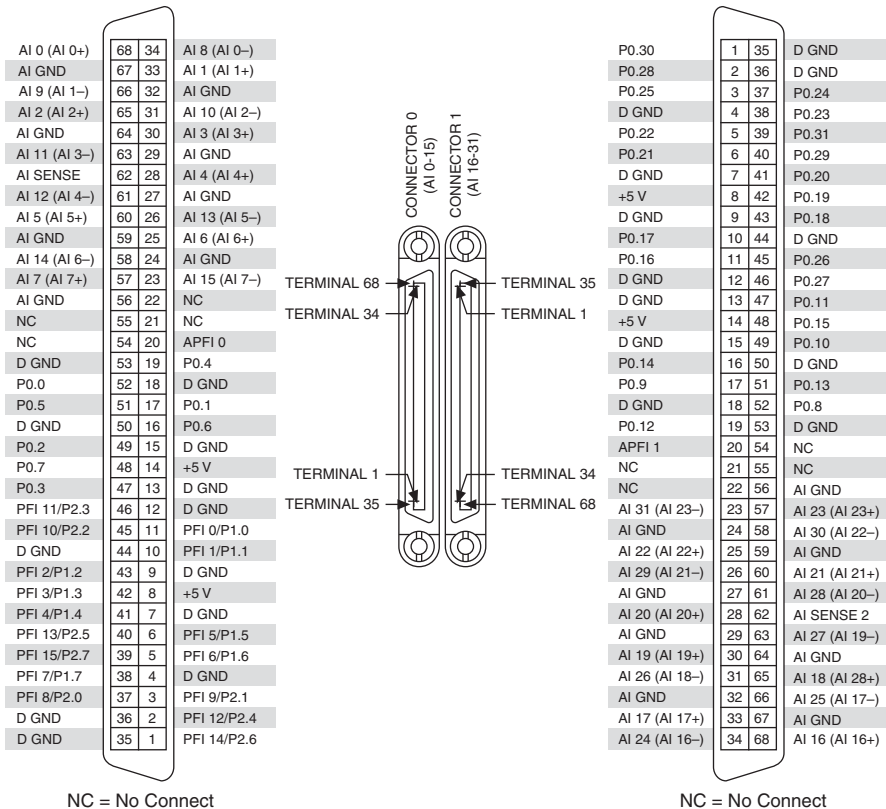 AI 0 (AI 0+) 68 34 AI 8 (AI 0–)
AI GND 67 33 AI 1 (AI 1+)
AI 9 (AI 1–) 66 32 AI GND
AI 2 (AI 2+) 65 31 AI 10 (AI 2–)
AI GND 64 30 AI 3 (AI 3+)
AI 11 (AI 3–) 63 29 AI GND
AI SENSE 62 28 AI 4 (AI 4+)
AI 12 (AI 4–) 61 27 AI GND
AI 5 (AI 5+) 60 26 AI 13 (AI 5–)
AI GND 59 25 AI 6 (AI 6+)
AI 14 (AI 6–) 58 24 AI GND
AI 7 (AI 7+) 57 23 AI 15 (AI 7–)
AI GND 56 22 NC
NC 55 21 NC
NC 54 20 APFI 0
D GND 53 19 P0.4
P0.0 52 18 D GND
P0.5 51 17 P0.1
D GND 50 16 P0.6
P0.2 49 15 D GND
P0.7 48 14 +5 V
P0.3 47 13 D GND
PFI 11/P2.3 46 12 D GND
PFI 10/P2.2 45 11 PFI 0/P1.0
D GND 44 10 PFI 1/P1.1
PFI 2/P1.2 43 9 D GND
PFI 3/P1.3 42 8 +5 V
PFI 4/P1.4 41 7 D GND
PFI 13/P2.5 40 6 PFI 5/P1.5
PFI 15/P2.7 39 5 PFI 6/P1.6
PFI 7/P1.7 38 4 D GND
PFI 8/P2.0 37 3 PFI 9/P2.1
D GND 36 2 PFI 12/P2.4
D GND 35 1 PFI 14/P2.6
NC = No Connect
CONNECTOR 0
(AI 0-15)
CONNECTOR 1
(AI 16-31)
TERMINAL 68
TERMINAL 34
TERMINAL 35
TERMINAL 1
TERMINAL 1
TERMINAL 35
TERMINAL 34
TERMINAL 68
P0.30 1 35 D GND
P0.28 2 36 D GND
P0.25 3 37 P0.24
D GND 4 38 P0.23
P0.22 5 39 P0.31
P0.21 6 40 P0.29
D GND 7 41 P0.20
+5 V 8 42 P0.19
D GND 9 43 P0.18
P0.17 10 44 D GND
P0.16 11 45 P0.26
D GND 12 46 P0.27
D GND 13 47 P0.11
+5 V 14 48 P0.15
D GND 15 49 P0.10
P0.14 16 50 D GND
P0.9 17 51 P0.13
D GND 18 52 P0.8
P0.12 19 53 D GND
APFI 1 20 54 NC
NC 21 55 NC
NC 22 56 AI GND
AI 31 (AI 23–) 23 57 AI 23 (AI 23+)
AI GND 24 58 AI 30 (AI 22–)
AI 22 (AI 22+) 25 59 AI GND
AI 29 (AI 21–) 26 60 AI 21 (AI 21+)
AI GND 27 61 AI 28 (AI 20–)
AI 20 (AI 20+) 28 62 AI SENSE 2
AI GND 29 63 AI 27 (AI 19–)
AI 19 (AI 19+) 30 64 AI GND
AI 26 (AI 18–) 31 65 AI 18 (AI 28+)
AI GND 32 66 AI 25 (AI 17–)
AI 17 (AI 17+) 33 67 AI GND
AI 24 (AI 16–) 34 68 AI 16 (AI 16+)
NC = No Connect